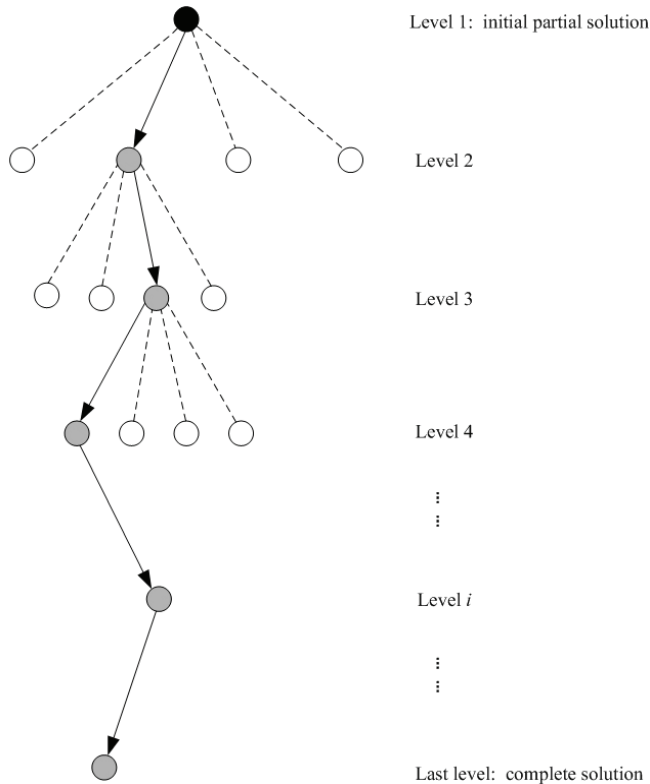 Level 1:  initial partial solution
Level 2
Level 3
Level 4
⋮
⋮
Level i
⋮
⋮
Last level:  complete solution